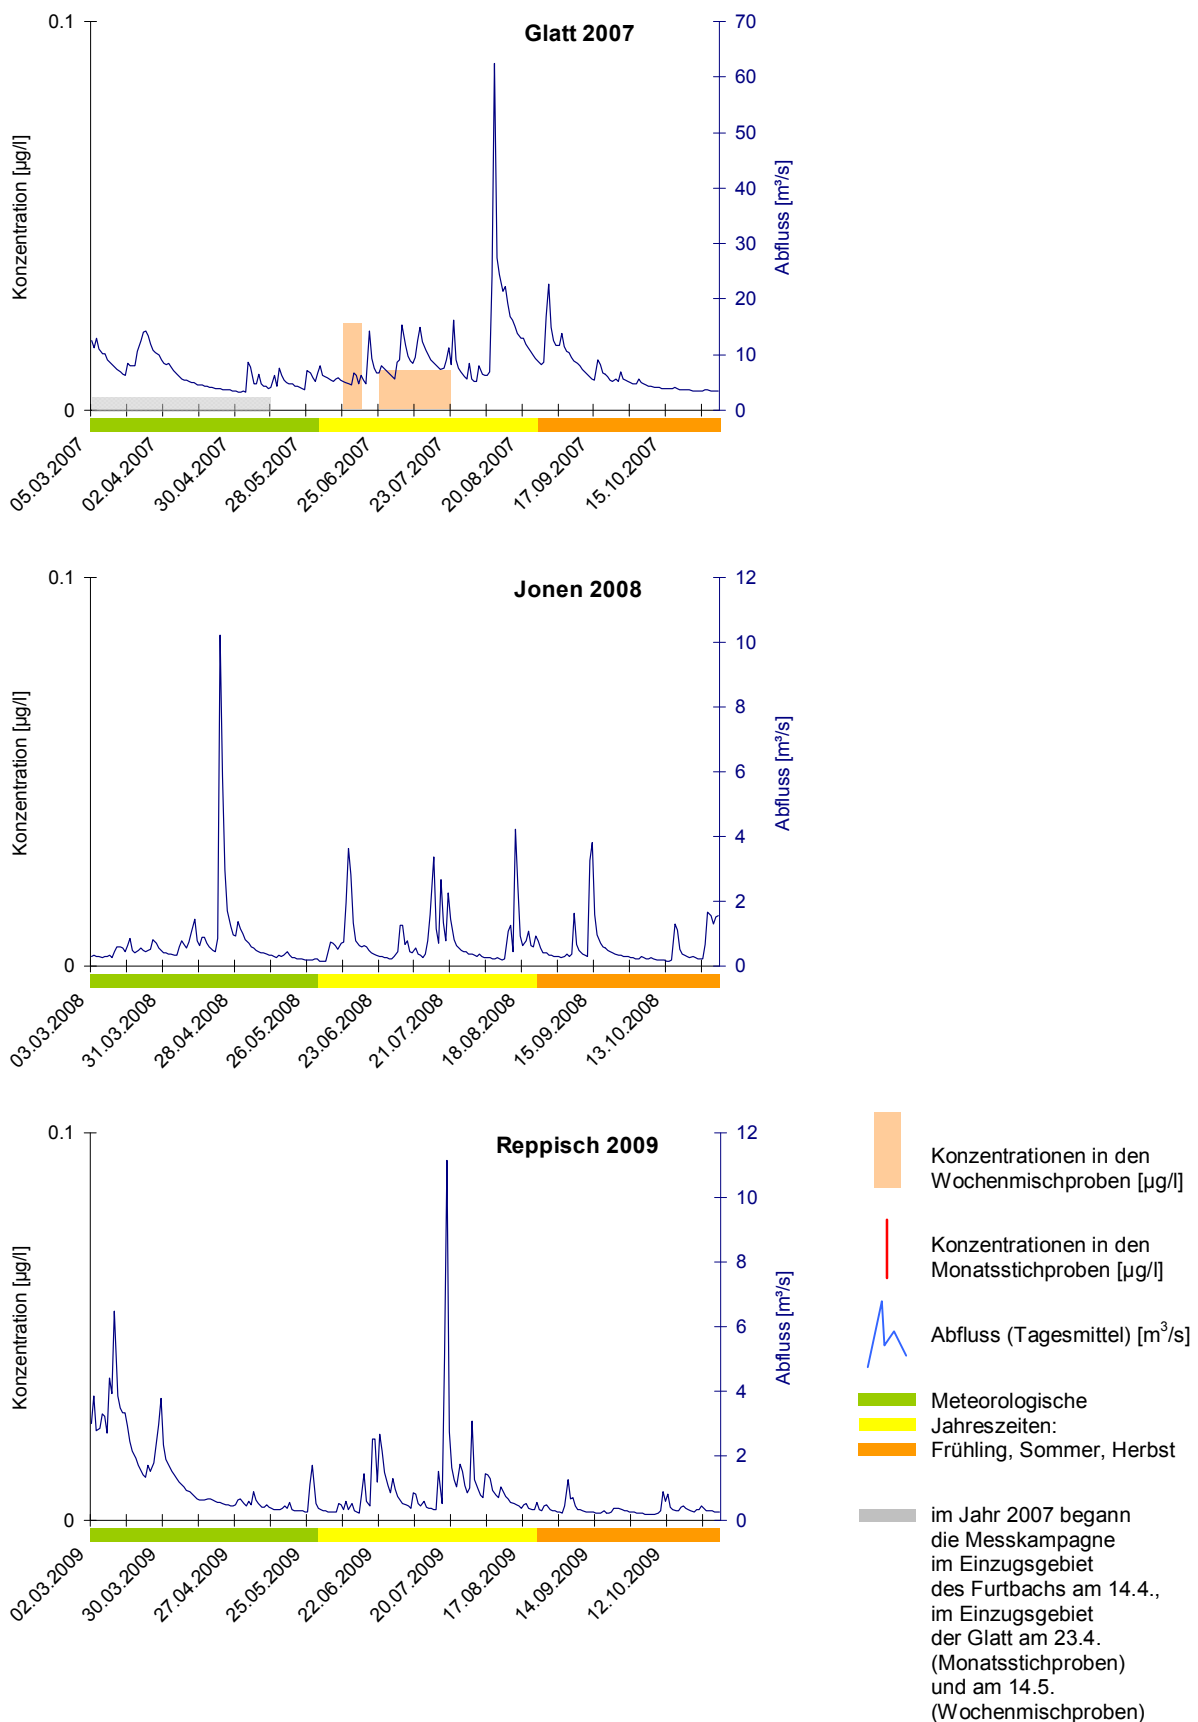 Glatt 2007
0.1
0
Konzentration [µg/l]
70
60
50
40
30
20
10
0
Abfluss [m³/s]
05.03.2007
02.04.2007
30.04.2007
28.05.2007
25.06.2007
23.07.2007
20.08.2007
17.09.2007
15.10.2007
Jonen 2008
0.1
0
Konzentration [µg/l]
12
10
8
6
4
2
0
Abfluss [m³/s]
03.03.2008
31.03.2008
28.04.2008
26.05.2008
23.06.2008
21.07.2008
18.08.2008
15.09.2008
13.10.2008
Reppisch 2009
0.1
0
Konzentration [µg/l]
12
10
8
6
4
2
0
Abfluss [m³/s]
02.03.2009
30.03.2009
27.04.2009
25.05.2009
22.06.2009
20.07.2009
17.08.2009
14.09.2009
12.10.2009
Konzentrationen in den
Wochenmischproben [µg/l]
Konzentrationen in den
Monatsstichproben [µg/l]
Abfluss (Tagesmittel) [m³/s]
Meteorologische
Jahreszeiten:
Frühling, Sommer, Herbst
im Jahr 2007 begann
die Messkampagne
im Einzugsgebiet
des Furtbachs am 14.4.,
im Einzugsgebiet
der Glatt am 23.4.
(Monatsstichproben)
und am 14.5.
(Wochenmischproben)